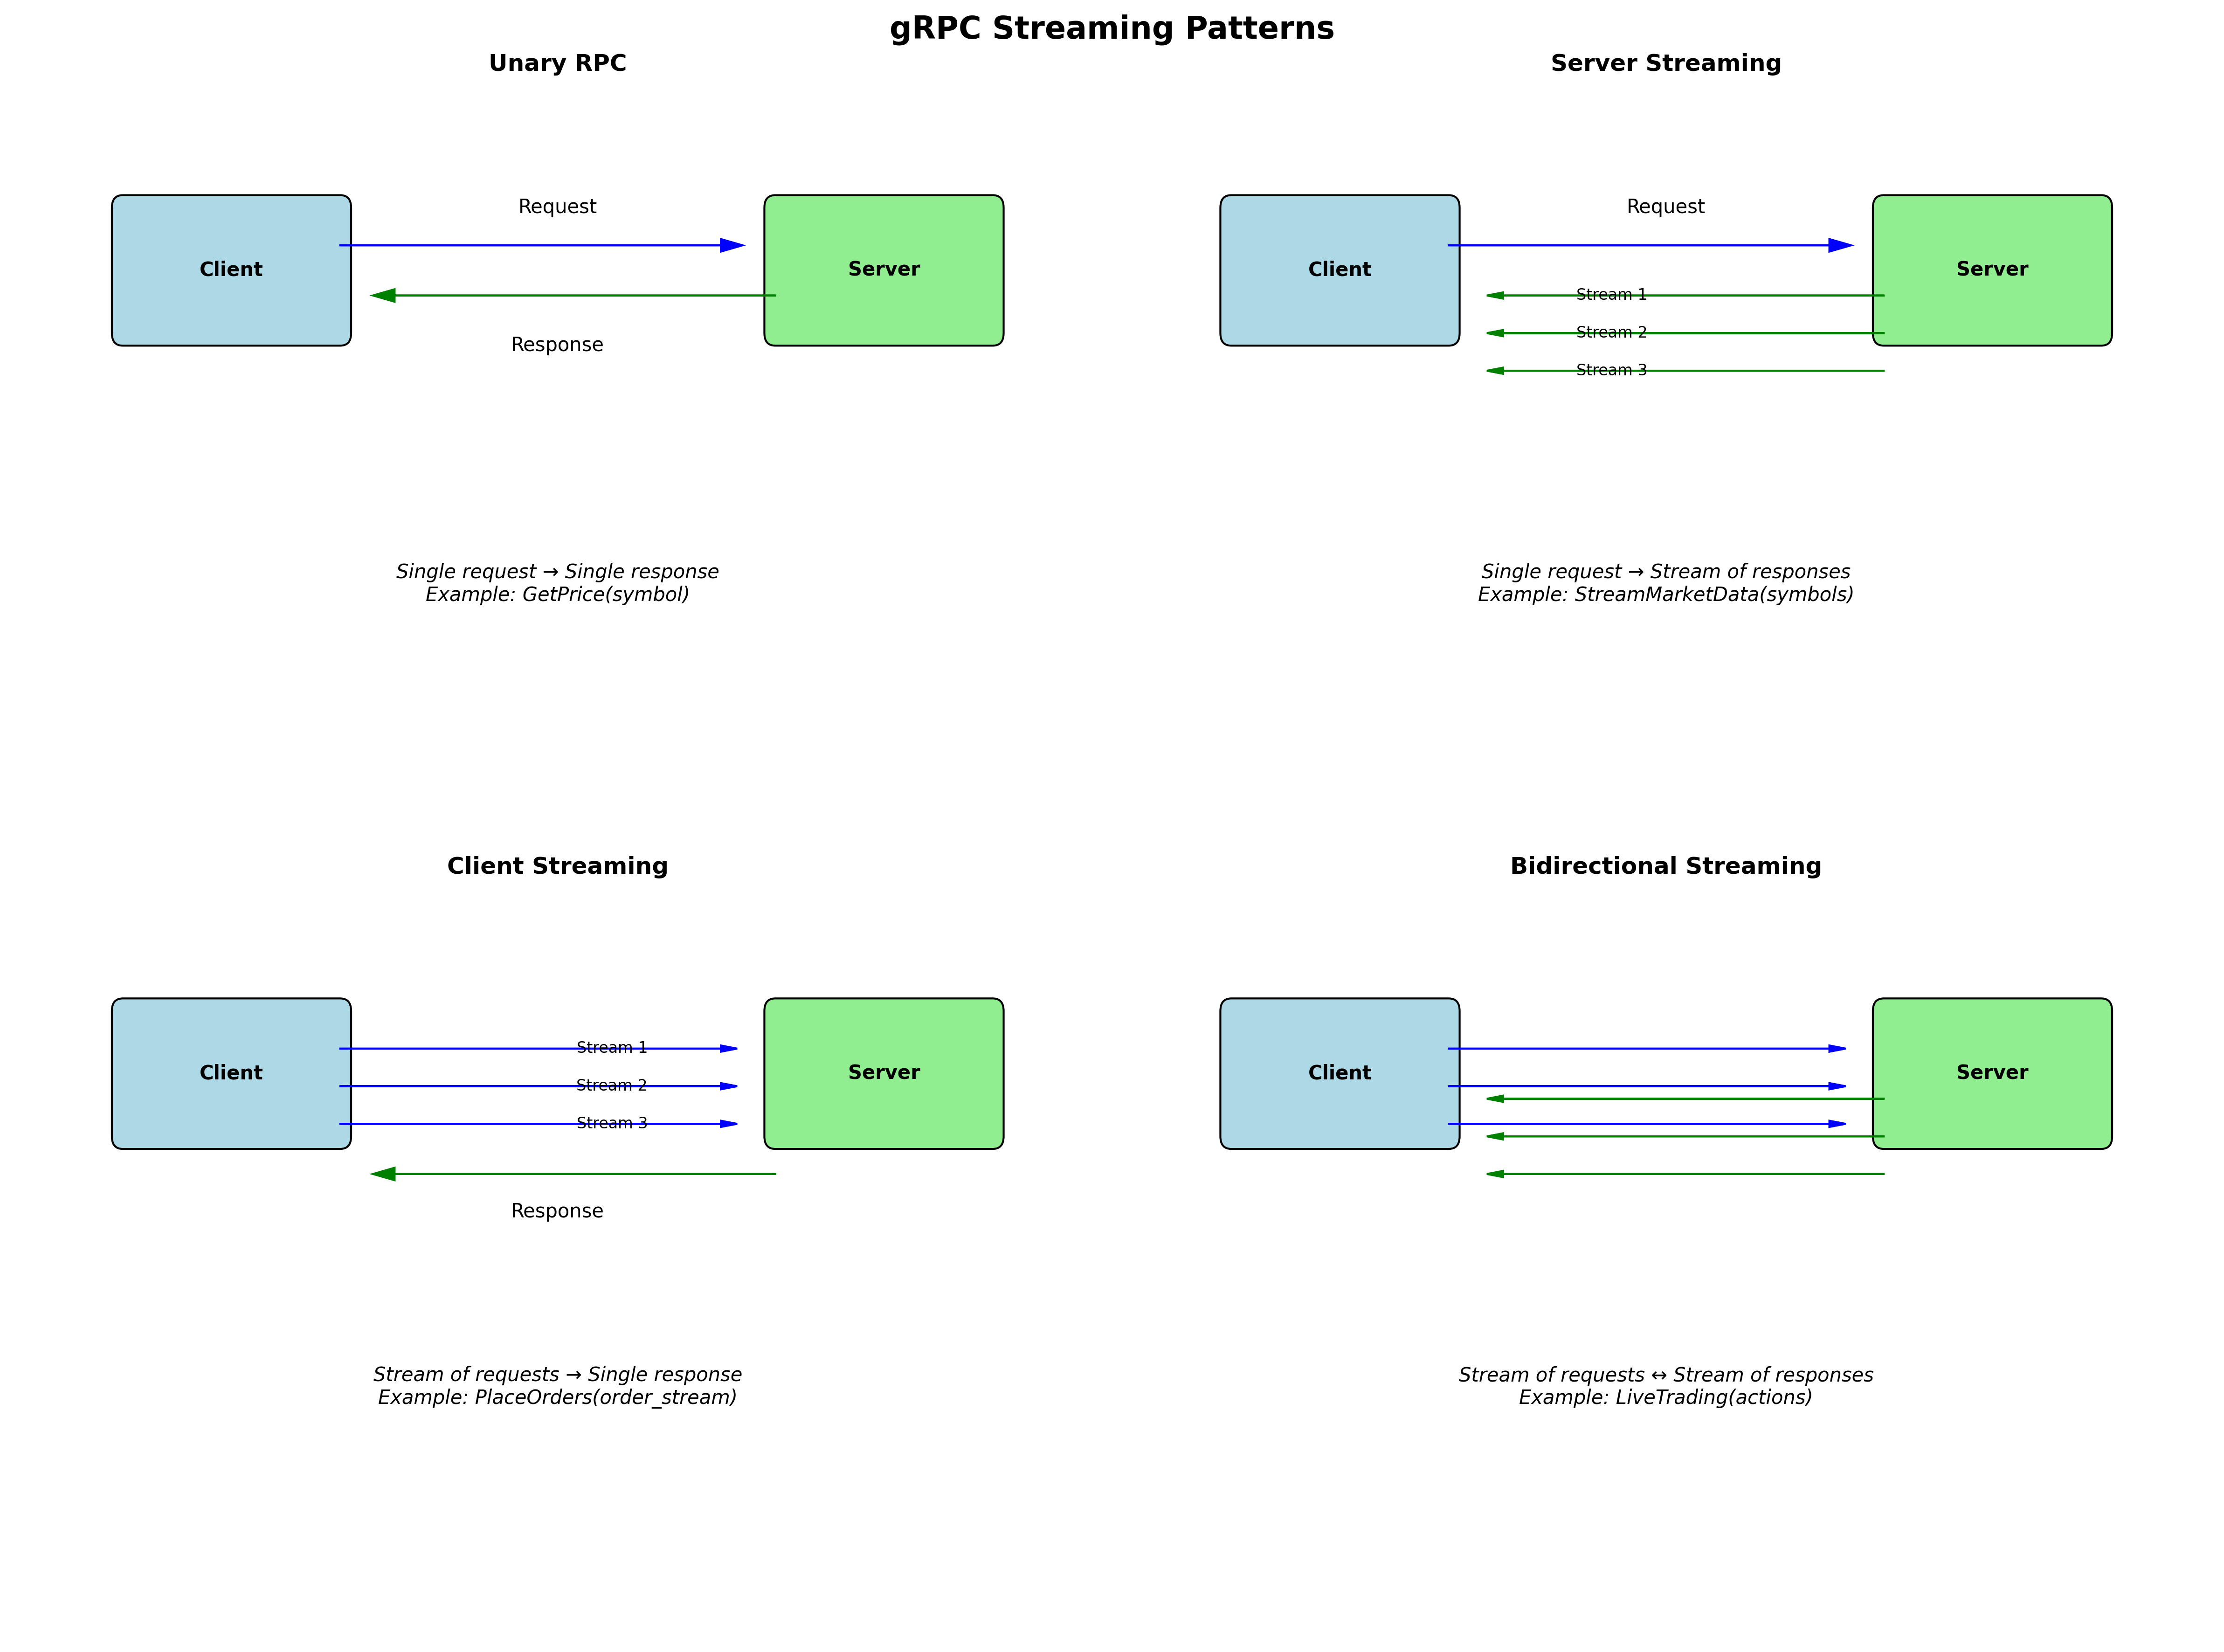 gRPC Streaming Patterns
Unary RPC
Client
Request
Response
Server
Single request → Single response
Example: GetPrice(symbol)
Server Streaming
Client
Request
Stream 1
Stream 2
Stream 3
Server
Single request → Stream of responses
Example: StreamMarketData(symbols)
Client Streaming
Client
Stream 1
Stream 2
Stream 3
Response
Server
Stream of requests → Single response
Example: PlaceOrders(order_stream)
Bidirectional Streaming
Client
Server
Stream of requests ↔ Stream of responses
Example: LiveTrading(actions)